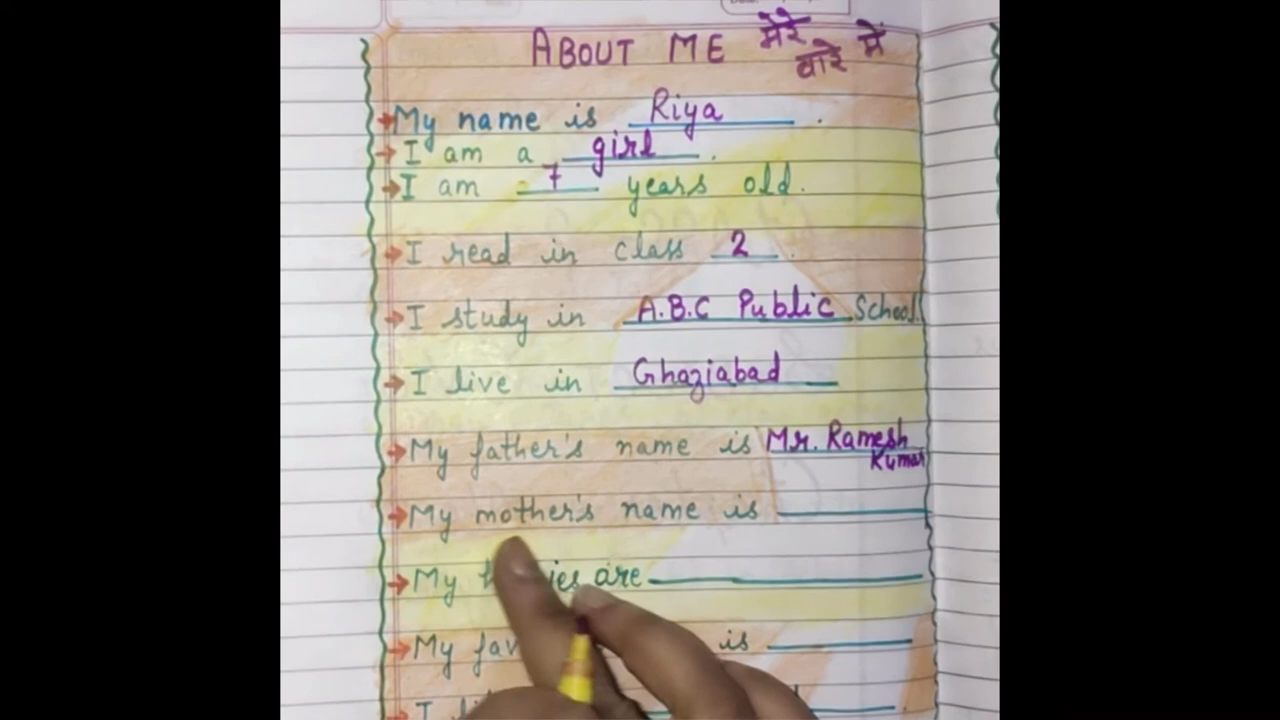 ABOUT ME मेरे बारे में
My name is Riya .
I am a girl .
I am 7 years old.
I read in class 2 .
I study in A.B.C Public School.
I live in Ghaziabad
My father's name is Mr. Ramesh Kumar
My mother's name is
My are
My is
I